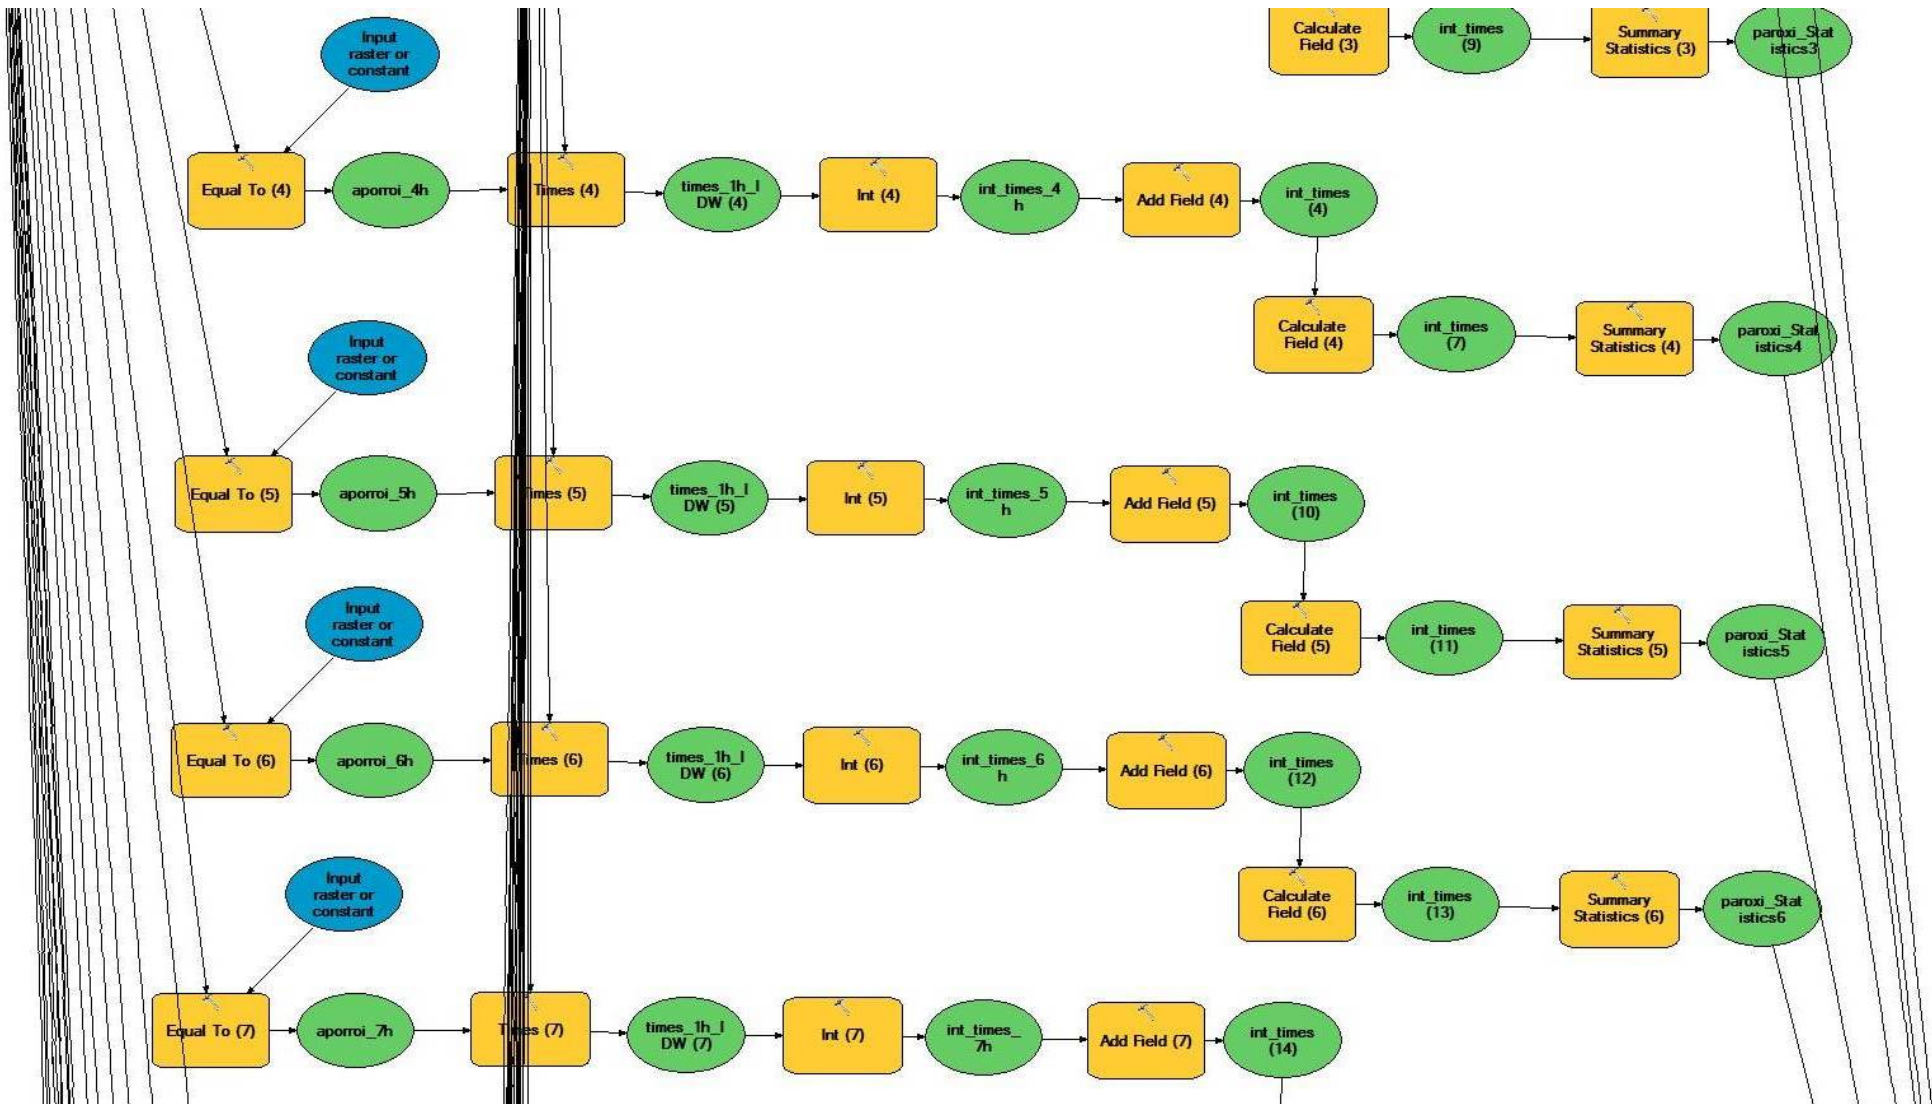 Input
raster or
constant
Calculate
Field (3)
int_times
(9)
Summary
Statistics (3)
paroxi_Stat
istics3
Equal To (4)
aporroi_4h
Times (4)
times_1h_I
DW (4)
Int (4)
int_times_4
h
Add Field (4)
int_times
(4)
Calculate
Field (4)
int_times
(7)
Summary
Statistics (4)
paroxi_Stat
istics4
Input
raster or
constant
Equal To (5)
aporroi_5h
Times (5)
times_1h_I
DW (5)
Int (5)
int_times_5
h
Add Field (5)
int_times
(10)
Calculate
Field (5)
int_times
(11)
Summary
Statistics (5)
paroxi_Stat
istics5
Input
raster or
constant
Equal To (6)
aporroi_6h
Times (6)
times_1h_I
DW (6)
Int (6)
int_times_6
h
Add Field (6)
int_times
(12)
Calculate
Field (6)
int_times
(13)
Summary
Statistics (6)
paroxi_Stat
istics6
Input
raster or
constant
Equal To (7)
aporroi_7h
Times (7)
times_1h_I
DW (7)
Int (7)
int_times_
7h
Add Field (7)
int_times
(14)